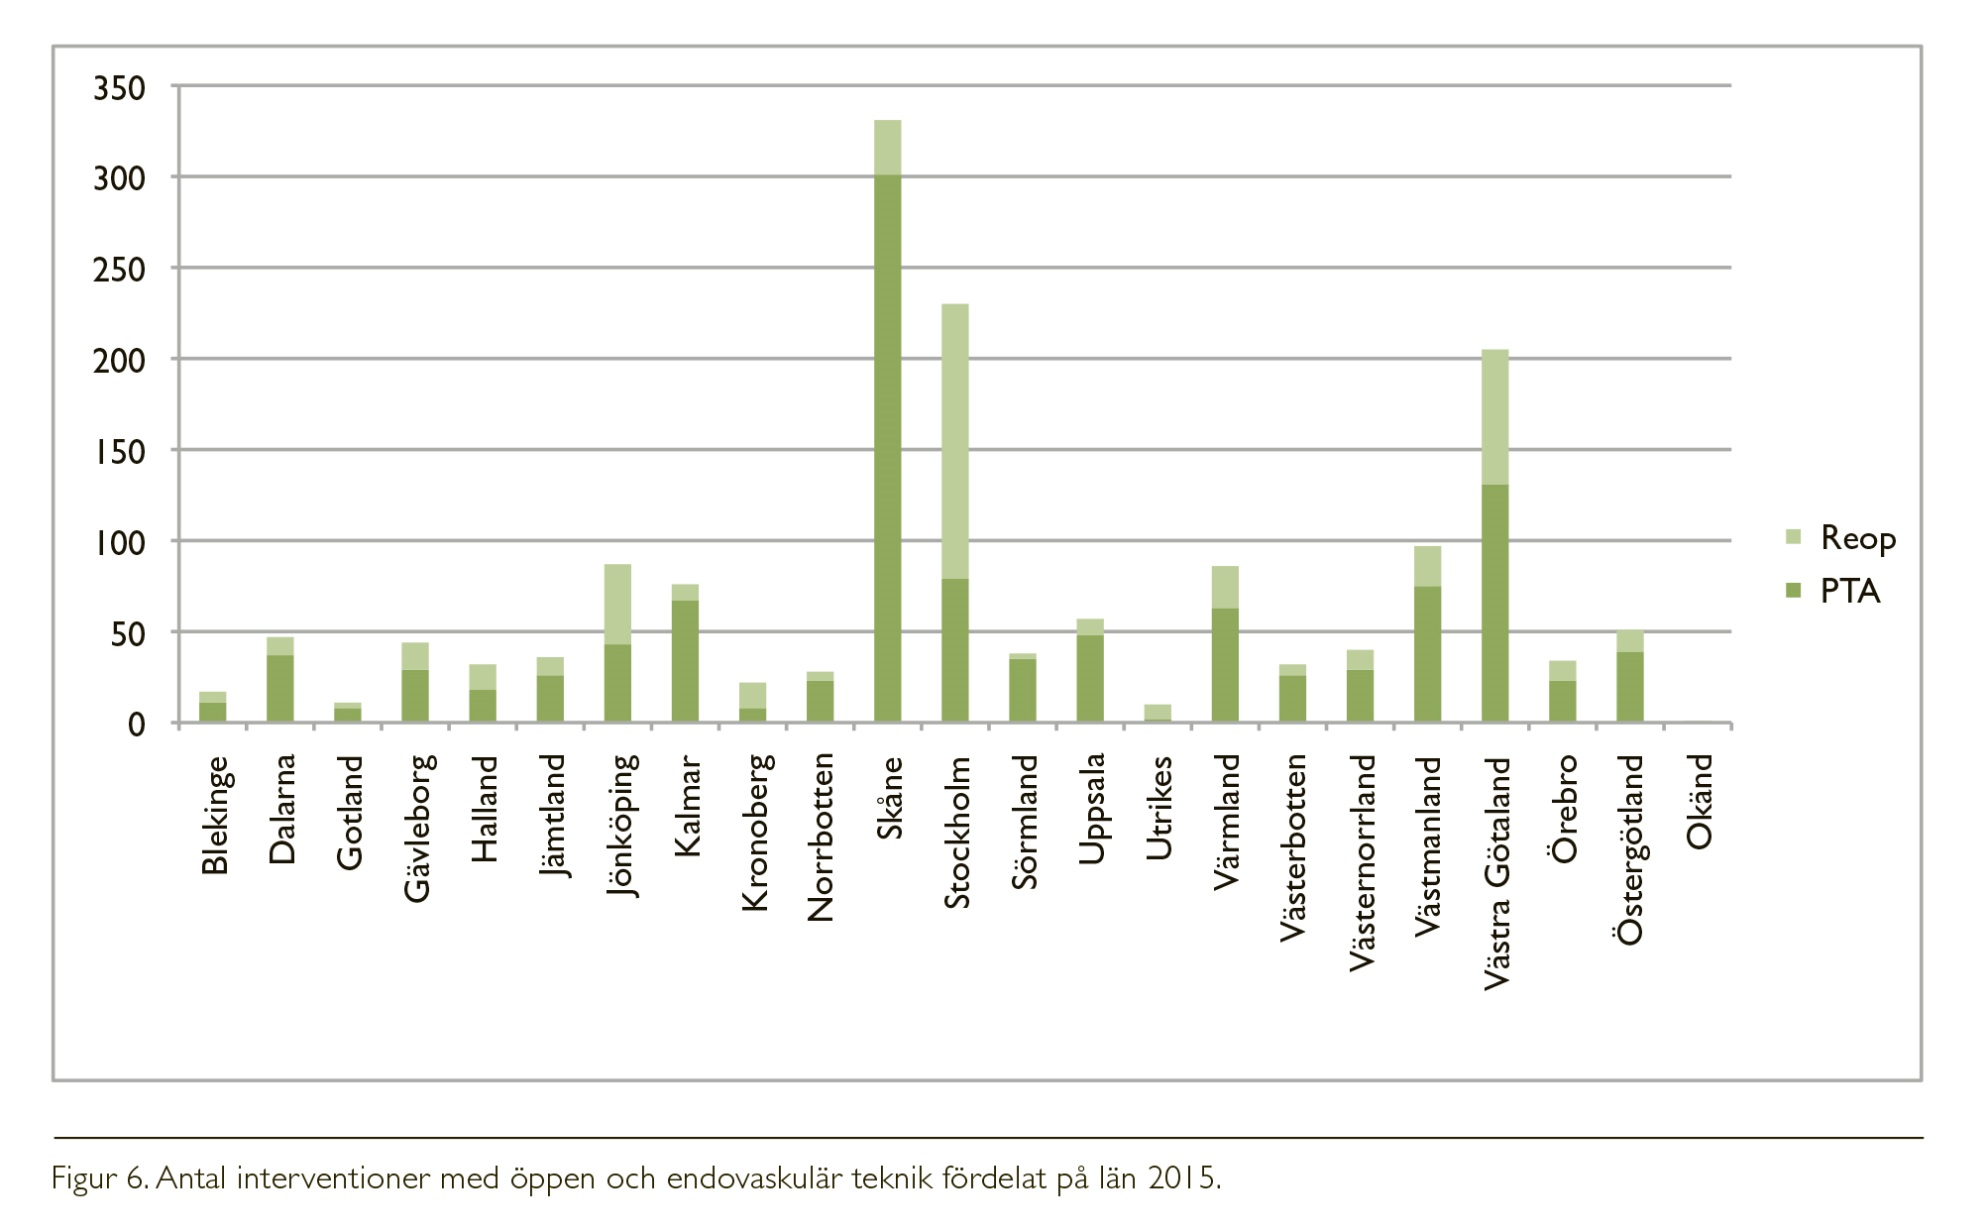 350
300
250
200
150
100
50
0
Reop
PTA
Blekinge
Dalarna
Gotland
Gävleborg
Halland
Jämtland
Jönköping
Kalmar
Kronoberg
Norrbotten
Skåne
Stockholm
Sörmland
Uppsala
Utrikes
Värmland
Västerbotten
Västernorrland
Västmanland
Västra Götaland
Örebro
Östergötland
Okänd
Figur 6. Antal interventioner med öppen och endovaskulär teknik fördelat på län 2015.